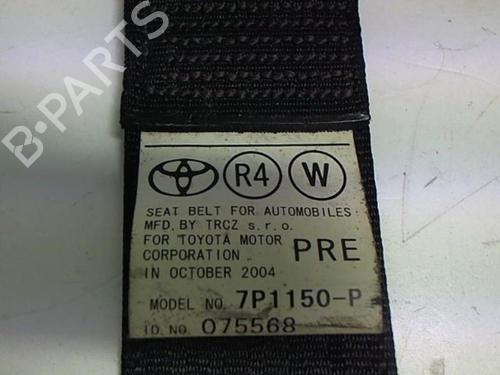 B-PARTS
R4 W
SEAT BELT FOR AUTOMOBILES
MFD. BY TRCZ s.r.o.
FOR TOYOTA MOTOR
CORPORATION PRE
IN OCTOBER 2004
MODEL NO. 7P1150-P
ID. NO. 075568